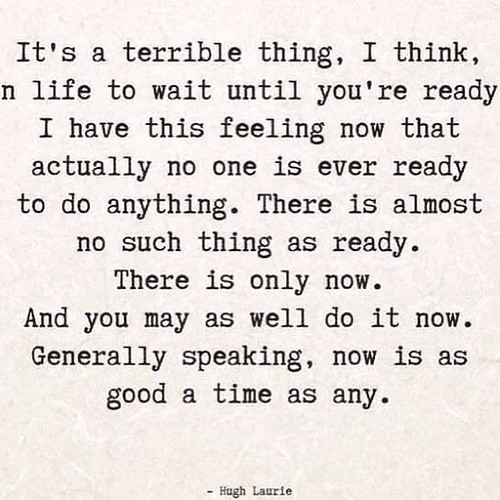 It's a terrible thing, I think,
n life to wait until you're ready
I have this feeling now that
actually no one is ever ready
to do anything. There is almost
no such thing as ready.
There is only now.
And you may as well do it now.
Generally speaking, now is as
good a time as any.
- Hugh Laurie